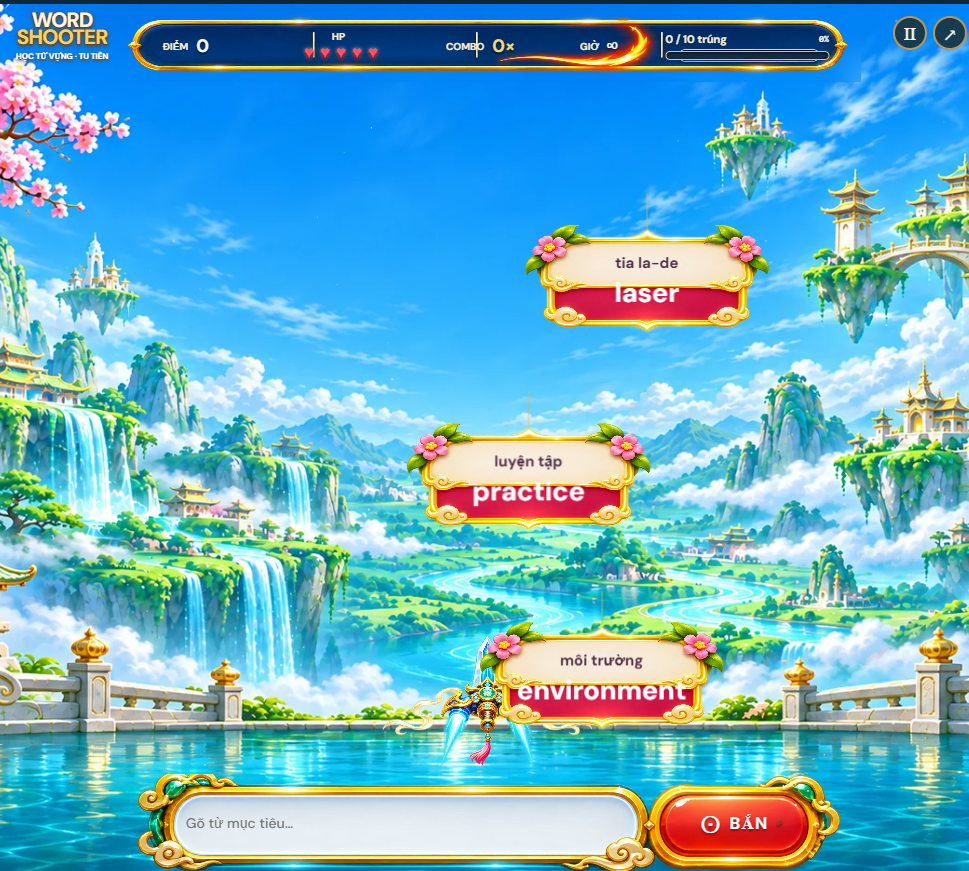 WORD
SHOOTER
HỌC TỪ VỰNG · TU TIÊN
ĐIỂM 0
HP
COMBO 0×
GIỜ ∞
0 / 10 trúng
0%
tia la-de
laser
luyện tập
practice
môi trường
environment
Gõ từ mục tiêu...
BẮN